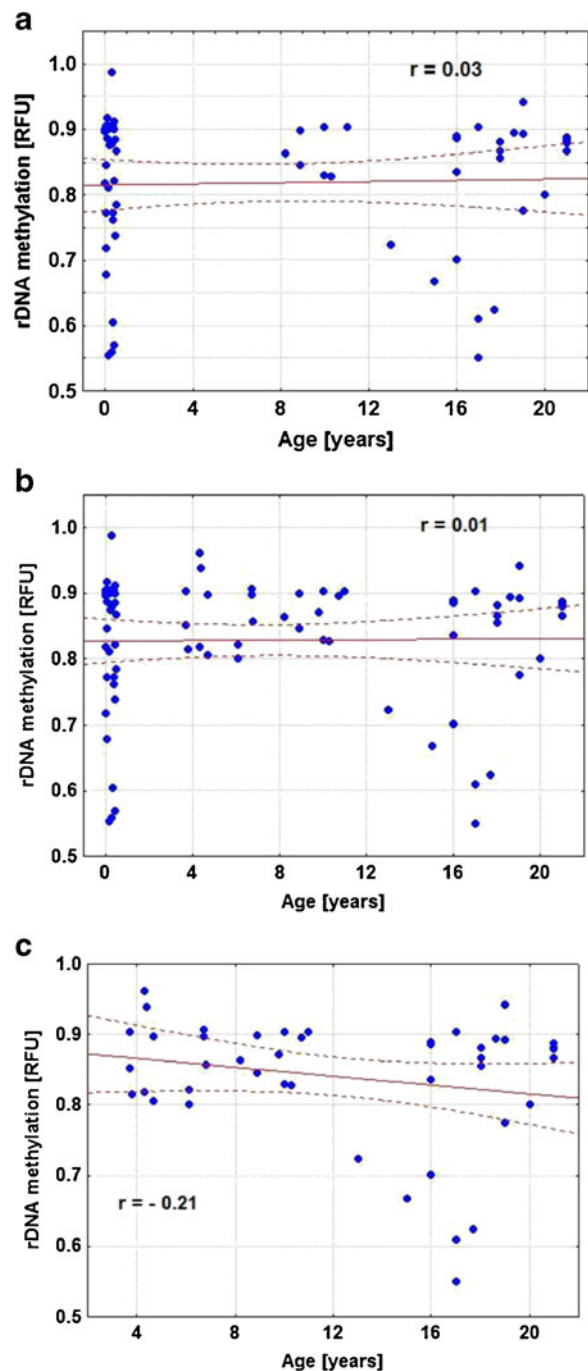 a
r = 0.03
rDNA methylation [RFU]
1.0
0.9
0.8
0.7
0.6
0.5
0 4 8 12 16 20
Age [years]
b
r = 0.01
rDNA methylation [RFU]
1.0
0.9
0.8
0.7
0.6
0.5
0 4 8 12 16 20
Age [years]
c
rDNA methylation [RFU]
1.0
0.9
0.8
0.7
0.6
0.5
r = - 0.21
4 8 12 16 20
Age [years]